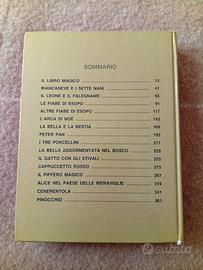 SOMMARIO
IL LIBRO MAGICO 13
BIANCANEVE E I SETTE NANI 41
IL LEONE E IL FALEGNAME 65
LE FIABE DI ESOPO 91
ALTRE FIABE DI ESOPO 117
L'ARCA DI NOÈ 145
LA BELLA E LA BESTIA 169
PETER PAN 193
I TRE PORCELLINI 217
LA BELLA ADDORMENTATA NEL BOSCO 225
IL GATTO CON GLI STIVALI 251
CAPPUCCETTO ROSSO 275
IL PIFFERO MAGICO 297
ALICE NEL PAESE DELLE MERAVIGLIE 319
CENERENTOLA 341
PINOCCHIO 361
subito